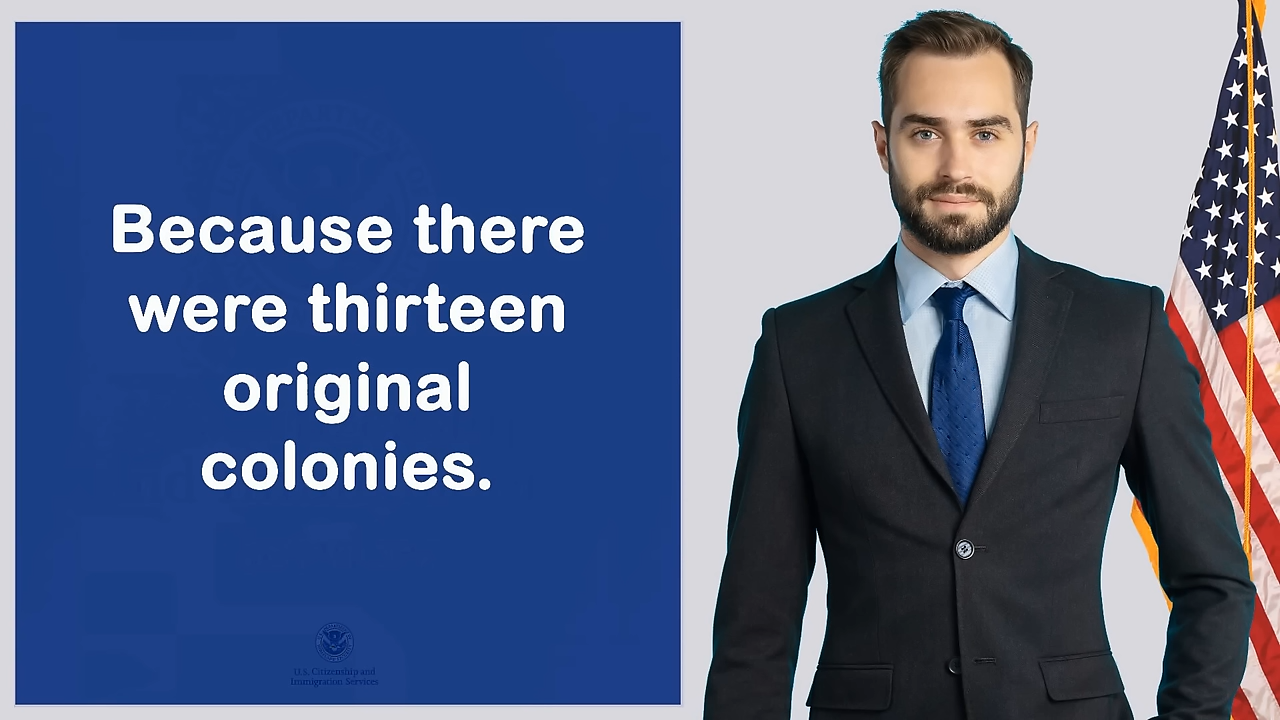 Because there
were thirteen
original
colonies.
U.S. Citizenship and
Immigration Services